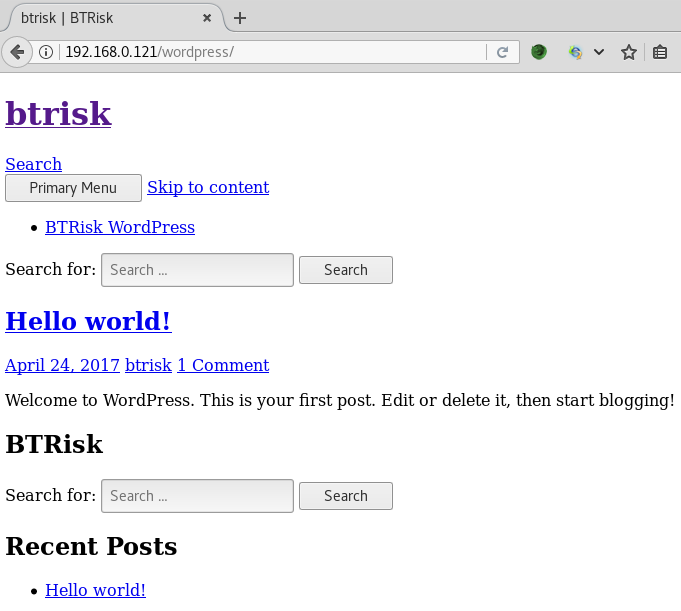 btrisk | BTRisk
192.168.0.121/wordpress/
btrisk
Search
Primary Menu Skip to content
BTRisk WordPress
Search for: Search ... Search
Hello world!
April 24, 2017 btrisk 1 Comment
Welcome to WordPress. This is your first post. Edit or delete it, then start blogging!
BTRisk
Search for: Search ... Search
Recent Posts
Hello world!